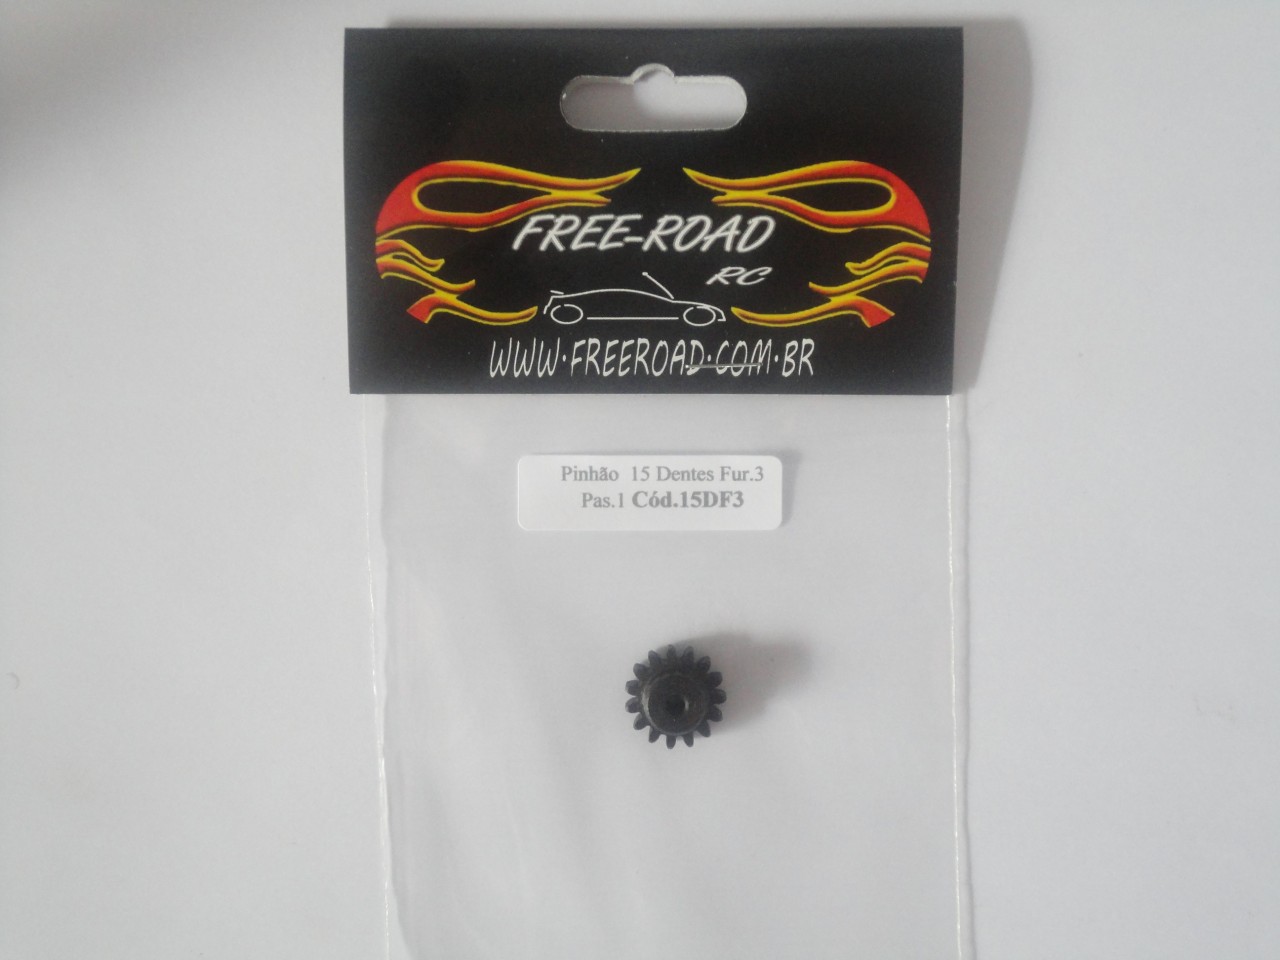 FREE-ROAD
RC
WWW.FREEROAD.COM.BR
Pinhão 15 Dentes Fur.3
Pas.1 Cód.15DF3